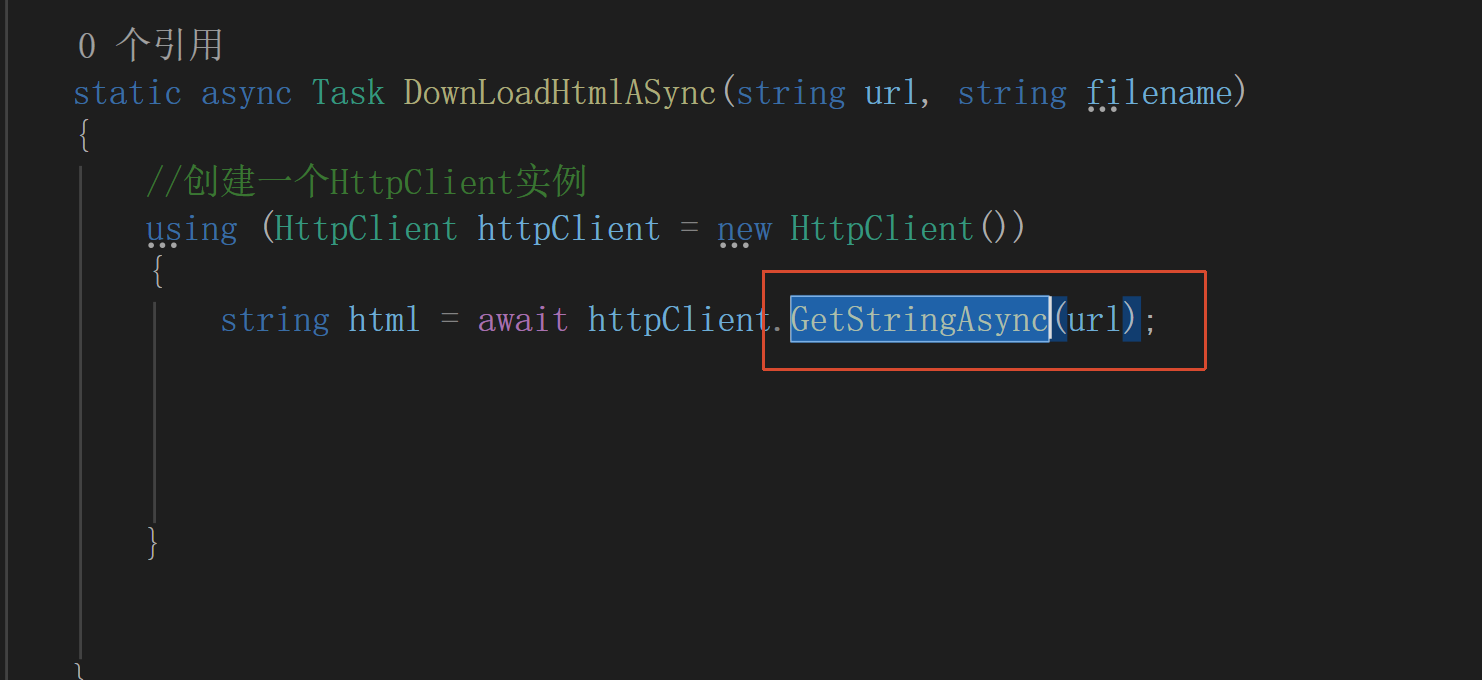 0 个引用
static async Task DownLoadHtmlASync(string url, string filename)
{
//创建一个HttpClient实例
using (HttpClient httpClient = new HttpClient())
{
string html = await httpClient.GetStringAsync(url);
}
}